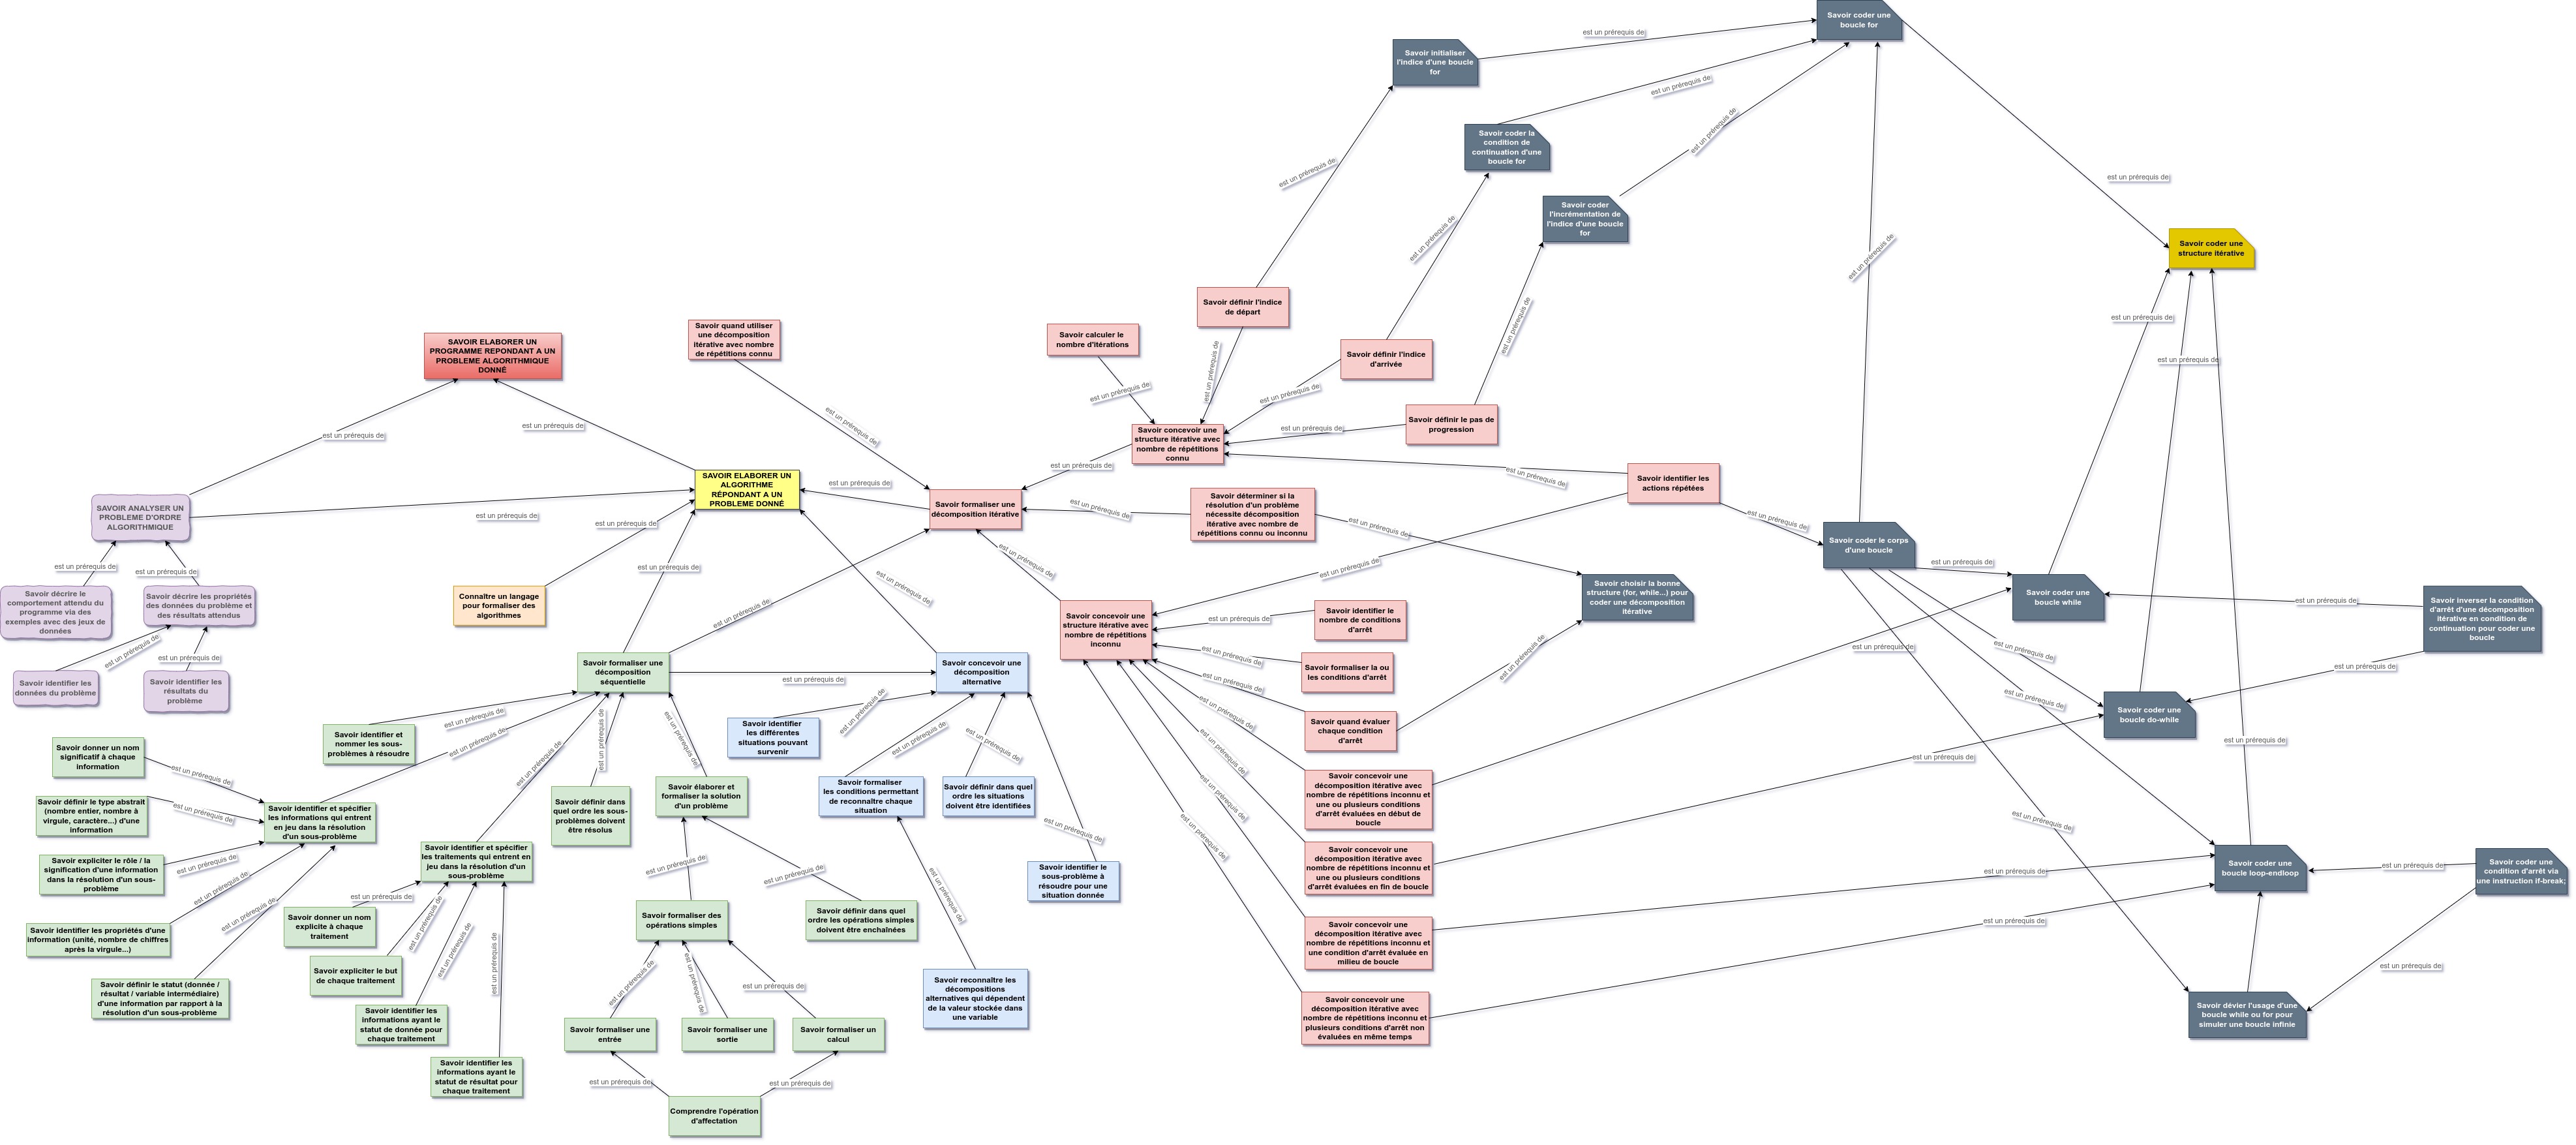 Savoir coder une
boucle for
est un prérequis de
Savoir initialiser
l'indice d'une boucle
for
est un prérequis de
Savoir coder la
condition de
continuation d'une
boucle for
est un prérequis de
est un prérequis de
est un prérequis de
Savoir coder
l'incrémentation de
l'indice d'une boucle
for
est un prérequis de
est un prérequis de
Savoir coder une
structure itérative
est un prérequis de
Savoir définir l'indice
de départ
est un prérequis de
est un prérequis de
est un prérequis de
SAVOIR ELABORER UN
PROGRAMME REPONDANT A UN
PROBLEME ALGORITHMIQUE
DONNÉ
Savoir quand utiliser
une décomposition
itérative avec nombre
de répétitions connu
Savoir calculer le
nombre d'itérations
Savoir définir l'indice
d'arrivée
est un prérequis de
est un prérequis de
est un prérequis de
est un prérequis de
Savoir définir le pas de
progression
est un prérequis de
est un prérequis de
est un prérequis de
est un prérequis de
Savoir concevoir une
structure itérative avec
nombre de répétitions
connu
est un prérequis de
est un prérequis de
Savoir identifier les
actions répétées
SAVOIR ELABORER UN
ALGORITHME
RÉPONDANT A UN
PROBLEME DONNÉ
est un prérequis de
Savoir formaliser une
décomposition itérative
est un prérequis de
Savoir déterminer si la
résolution d'un problème
nécessite décomposition
itérative avec nombre de
répétitions connu ou inconnu
est un prérequis de
est un prérequis de
SAVOIR ANALYSER UN
PROBLEME D'ORDRE
ALGORITHMIQUE
est un prérequis de
est un prérequis de
Savoir coder le corps
d'une boucle
est un prérequis de
est un prérequis de
est un prérequis de
est un prérequis de
est un prérequis de
est un prérequis de
est un prérequis de
Savoir décrire le
comportement attendu du
programme via des
exemples avec des jeux de
données
Savoir décrire les propriétés
des données du problème et
des résultats attendus
Connaître un langage
pour formaliser des
algorithmes
est un prérequis de
Savoir choisir la bonne
structure (for, while...) pour
coder une décomposition
itérative
Savoir coder une
boucle while
est un prérequis de
Savoir inverser la condition
d'arrêt d'une décomposition
itérative en condition de
continuation pour coder une
boucle
Savoir concevoir une
structure itérative avec
nombre de répétitions
inconnu
est un prérequis de
Savoir identifier le
nombre de conditions
d'arrêt
est un prérequis de
est un prérequis de
est un prérequis de
est un prérequis de
est un prérequis de
est un prérequis de
est un prérequis de
Savoir identifier les
données du problème
Savoir identifier les
résultats du
problème
Savoir formaliser une
décomposition
séquentielle
est un prérequis de
Savoir concevoir une
décomposition
alternative
Savoir formaliser la ou
les conditions d'arrêt
est un prérequis de
est un prérequis de
Savoir coder une
boucle do-while
est un prérequis de
est un prérequis de
est un prérequis de
est un prérequis de
Savoir identifier
les différentes
situations pouvant
survenir
est un prérequis de
Savoir quand évaluer
chaque condition
d'arrêt
Savoir identifier et
nommer les sous-
problèmes à résoudre
est un prérequis de
est un prérequis de
est un prérequis de
est un prérequis de
est un prérequis de
Savoir donner un nom
significatif à chaque
information
est un prérequis de
est un prérequis de
est un prérequis de
est un prérequis de
Savoir définir le type abstrait
(nombre entier, nombre à
virgule, caractère...) d'une
information
est un prérequis de
Savoir identifier et spécifier
les informations qui entrent
en jeu dans la résolution
d'un sous-problème
Savoir définir dans
quel ordre les sous-
problèmes doivent
être résolus
Savoir élaborer et
formaliser la solution
d'un problème
Savoir formaliser
les conditions permettant
de reconnaître chaque
situation
Savoir définir dans quel
ordre les situations
doivent être identifiées
Savoir concevoir une
décomposition itérative avec
nombre de répétitions inconnu et
une ou plusieurs conditions
d'arrêt évaluées en début de
boucle
est un prérequis de
est un prérequis de
est un prérequis de
est un prérequis de
Savoir expliciter le rôle / la
signification d'une information
dans la résolution d'un sous-
problème
est un prérequis de
Savoir identifier et spécifier
les traitements qui entrent en
jeu dans la résolution d'un
sous-problème
est un prérequis de
est un prérequis de
Savoir identifier le
sous-problème à
résoudre pour une
situation donnée
Savoir concevoir une
décomposition itérative avec
nombre de répétitions inconnu
et une ou plusieurs conditions
d'arrêt évaluées en fin de boucle
est un prérequis de
Savoir coder une
boucle loop-endloop
est un prérequis de
Savoir coder une
condition d'arrêt via
une instruction if-break;
est un prérequis de
est un prérequis de
est un prérequis de
est un prérequis de
Savoir identifier les propriétés d'une
information (unité, nombre de chiffres
après la virgule...)
Savoir donner un nom
explicite à chaque
traitement
est un prérequis de
Savoir formaliser des
opérations simples
Savoir définir dans quel
ordre les opérations simples
doivent être enchaînées
Savoir concevoir une
décomposition itérative avec
nombre de répétitions inconnu et
une condition d'arrêt évaluée en
milieu de boucle
est un prérequis de
est un prérequis de
est un prérequis de
est un prérequis de
Savoir expliciter le but
de chaque traitement
est un prérequis de
est un prérequis de
est un prérequis de
Savoir définir le statut (donnée /
résultat / variable intermédiaire)
d'une information par rapport à la
résolution d'un sous-problème
Savoir reconnaître les
décompositions
alternatives qui dépendent
de la valeur stockée dans
une variable
Savoir concevoir une
décomposition itérative avec
nombre de répétitions inconnu et
plusieurs conditions d'arrêt non
évaluées en même temps
Savoir dévier l'usage d'une
boucle while ou for pour
simuler une boucle infinie
Savoir identifier les
informations ayant le
statut de donnée pour
chaque traitement
Savoir formaliser une
entrée
Savoir formaliser une
sortie
Savoir formaliser un
calcul
Savoir identifier les
informations ayant le
statut de résultat pour
chaque traitement
est un prérequis de
est un prérequis de
Comprendre l'opération
d'affectation